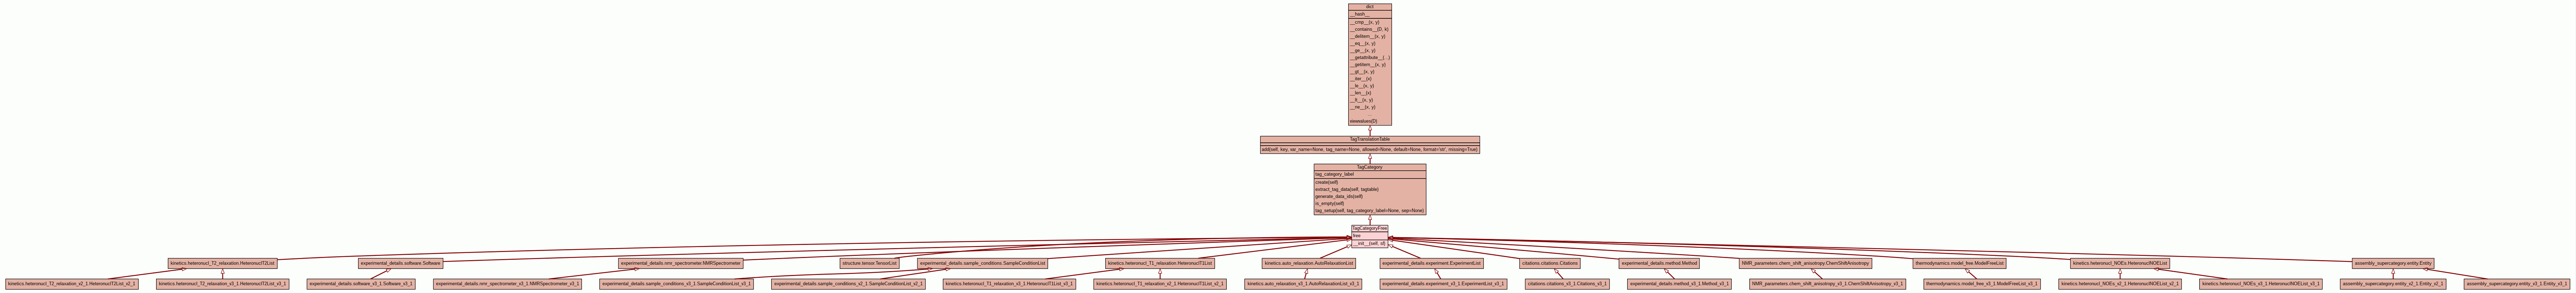 dict
__hash__
__cmp__(x, y)
__contains__(D, k)
__delitem__(x, y)
__eq__(x, y)
__ge__(x, y)
__getattribute__(...)
__getitem__(x, y)
__gt__(x, y)
__iter__(x)
__le__(x, y)
__len__(x)
__lt__(x, y)
__ne__(x, y)
...
viewvalues(D)
TagTranslationTable
add(self, key, var_name=None, tag_name=None, allowed=None, default=None, format='str', missing=True)
TagCategory
tag_category_label
create(self)
extract_tag_data(self, tagtable)
generate_data_ids(self)
is_empty(self)
tag_setup(self, tag_category_label=None, sep=None)
TagCategoryFree
free
__init__(self, sf)
kinetics.heteronucl_T2_relaxation.HeteronuclT2List
experimental_details.software.Software
experimental_details.nmr_spectrometer.NMRSpectrometer
structure.tensor.TensorList
experimental_details.sample_conditions.SampleConditionList
kinetics.heteronucl_T1_relaxation.HeteronuclT1List
kinetics.auto_relaxation.AutoRelaxationList
experimental_details.experiment.ExperimentList
citations.citations.Citations
experimental_details.method.Method
NMR_parameters.chem_shift_anisotropy.ChemShiftAnisotropy
thermodynamics.model_free.ModelFreeList
kinetics.heteronucl_NOEs.HeteronuclNOEList
assembly_supercategory.entity.Entity
kinetics.heteronucl_T2_relaxation_v2_1.HeteronuclT2List_v2_1
kinetics.heteronucl_T2_relaxation_v3_1.HeteronuclT2List_v3_1
experimental_details.software_v3_1.Software_v3_1
experimental_details.nmr_spectrometer_v3_1.NMRSpectrometer_v3_1
experimental_details.sample_conditions_v3_1.SampleConditionList_v3_1
experimental_details.sample_conditions_v2_1.SampleConditionList_v2_1
kinetics.heteronucl_T1_relaxation_v3_1.HeteronuclT1List_v3_1
kinetics.heteronucl_T1_relaxation_v2_1.HeteronuclT1List_v2_1
kinetics.auto_relaxation_v3_1.AutoRelaxationList_v3_1
experimental_details.experiment_v3_1.ExperimentList_v3_1
citations.citations_v3_1.Citations_v3_1
experimental_details.method_v3_1.Method_v3_1
NMR_parameters.chem_shift_anisotropy_v3_1.ChemShiftAnisotropy_v3_1
thermodynamics.model_free_v3_1.ModelFreeList_v3_1
kinetics.heteronucl_NOEs_v2_1.HeteronuclNOEList_v2_1
kinetics.heteronucl_NOEs_v3_1.HeteronuclNOEList_v3_1
assembly_supercategory.entity_v2_1.Entity_v2_1
assembly_supercategory.entity_v3_1.Entity_v3_1